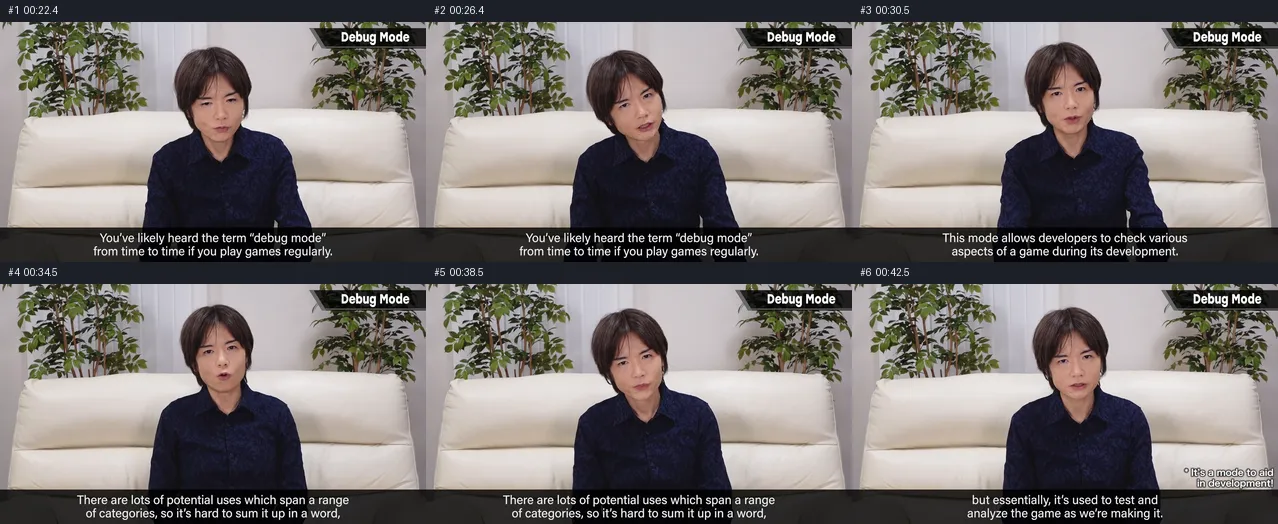 #1 00:22.4
Debug Mode
You've likely heard the term “debug mode”
from time to time if you play games regularly.
#2 00:26.4
Debug Mode
You've likely heard the term “debug mode”
from time to time if you play games regularly.
#3 00:30.5
Debug Mode
This mode allows developers to check various
aspects of a game during its development.
#4 00:34.5
Debug Mode
There are lots of potential uses which span a range
of categories, so it's hard to sum it up in a word,
#5 00:38.5
Debug Mode
There are lots of potential uses which span a range
of categories, so it's hard to sum it up in a word,
#6 00:42.5
Debug Mode
* It's a mode to aid
in development!
but essentially, it's used to test and
analyze the game as we're making it.